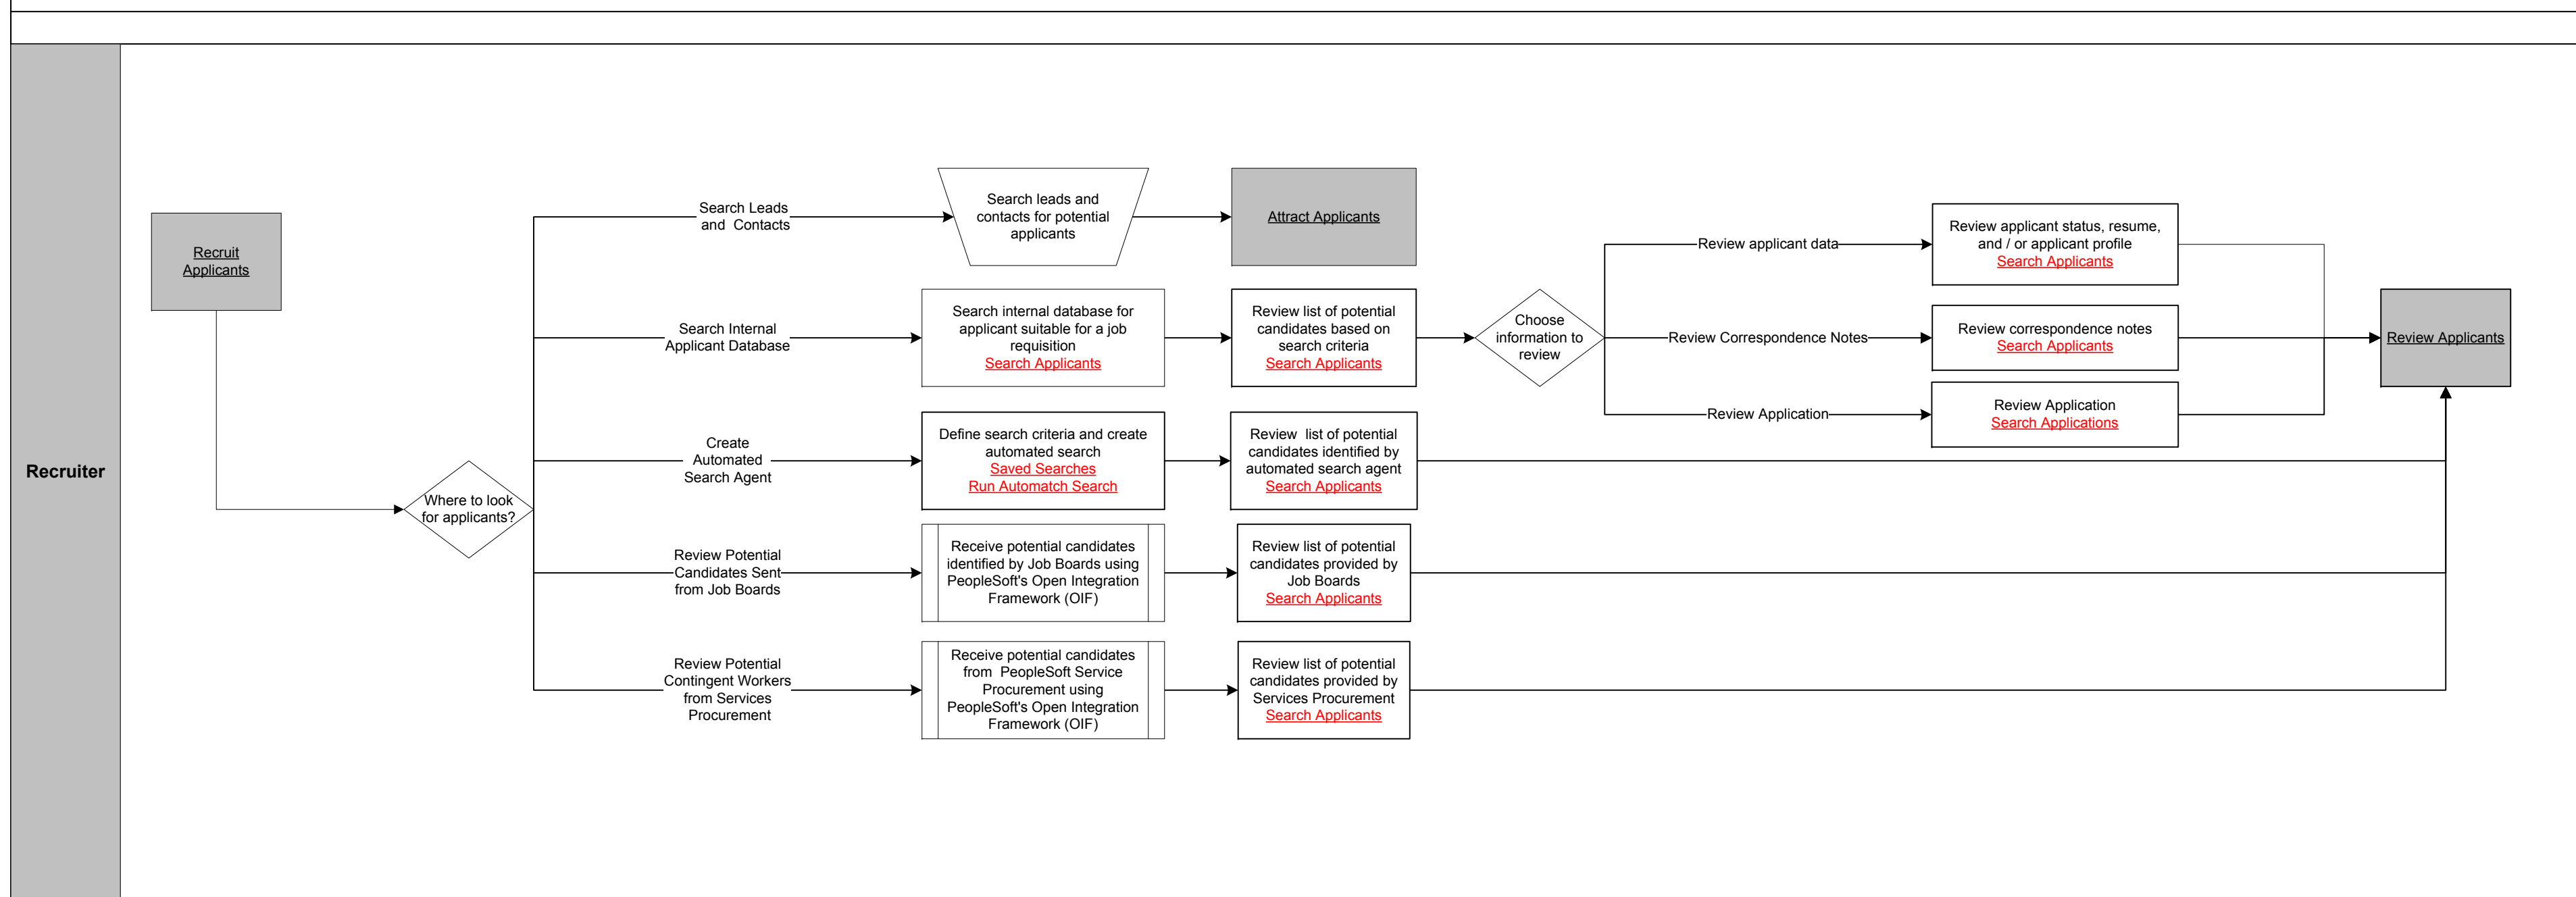 Recruiter
Recruit
Applicants
Where to look
for applicants?
Search Leads
and Contacts
Search leads and
contacts for potential
applicants
Attract Applicants
Search Internal
Applicant Database
Search internal database for
applicant suitable for a job
requisition
Search Applicants
Review list of potential
candidates based on
search criteria
Search Applicants
Choose
information to
review
Review applicant data
Review applicant status, resume,
and / or applicant profile
Search Applicants
Review Correspondence Notes
Review correspondence notes
Search Applicants
Review Application
Review Application
Search Applications
Review Applicants
Create
Automated
Search Agent
Define search criteria and create
automated search
Saved Searches
Run Automatch Search
Review list of potential
candidates identified by
automated search agent
Search Applicants
Review Potential
Candidates Sent
from Job Boards
Receive potential candidates
identified by Job Boards using
PeopleSoft's Open Integration
Framework (OIF)
Review list of potential
candidates provided by
Job Boards
Search Applicants
Review Potential
Contingent Workers
from Services
Procurement
Receive potential candidates
from PeopleSoft Service
Procurement using
PeopleSoft's Open Integration
Framework (OIF)
Review list of potential
candidates provided by
Services Procurement
Search Applicants